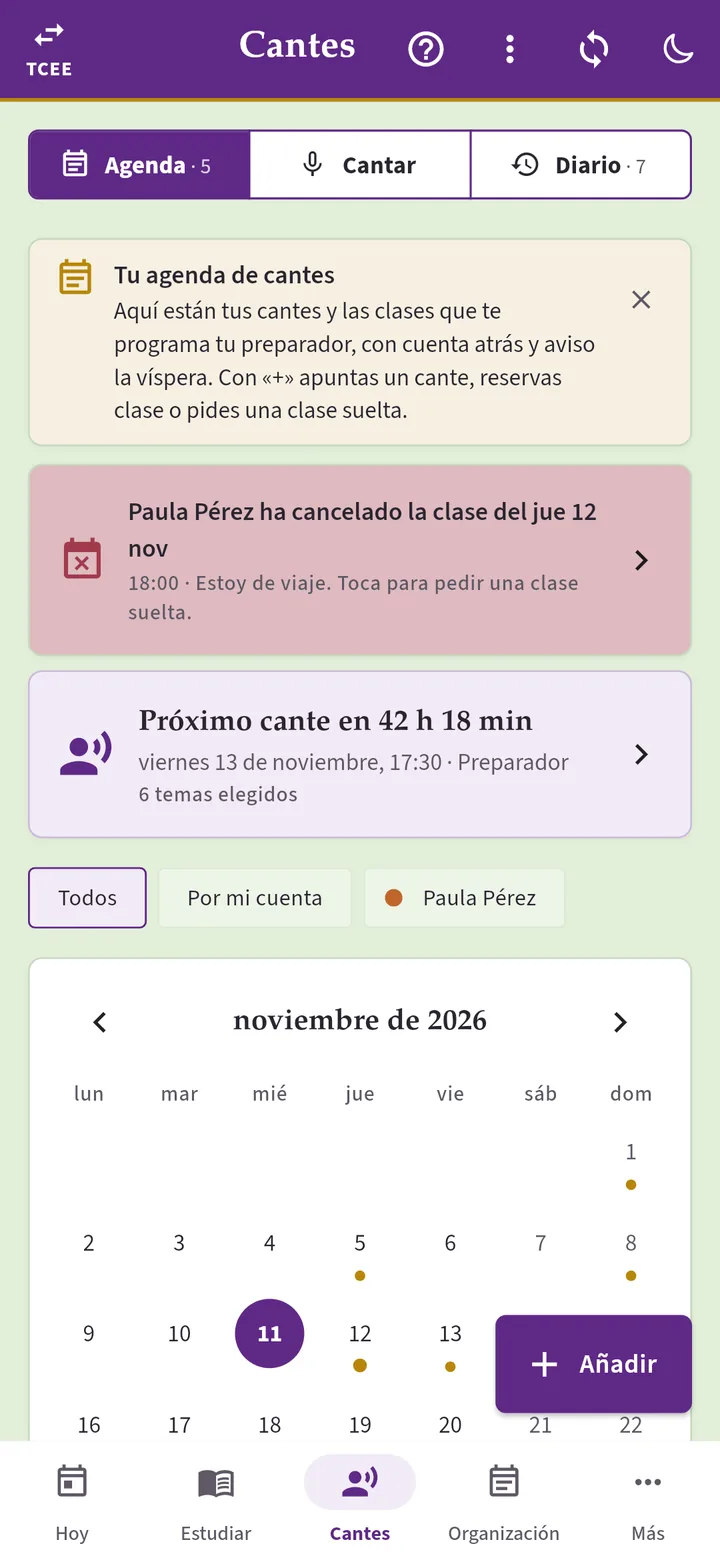 TCEE
Cantes
Agenda · 5
Cantar
Diario · 7
Tu agenda de cantes
Aquí están tus cantes y las clases que te
programa tu preparador, con cuenta atrás y aviso
la víspera. Con «+» apuntas un cante, reservas
clase o pides una clase suelta.
Paula Pérez ha cancelado la clase del jue 12
nov
18:00 · Estoy de viaje. Toca para pedir una clase
suelta.
Próximo cante en 42 h 18 min
viernes 13 de noviembre, 17:30 · Preparador
6 temas elegidos
Todos
Por mi cuenta
Paula Pérez
noviembre de 2026
lun mar mié jue vie sáb dom
1
2 3 4 5 6 7 8
9 10 11 12 13
Añadir
16 17 18 19 20 21 22
Hoy
Estudiar
Cantes
Organización
Más